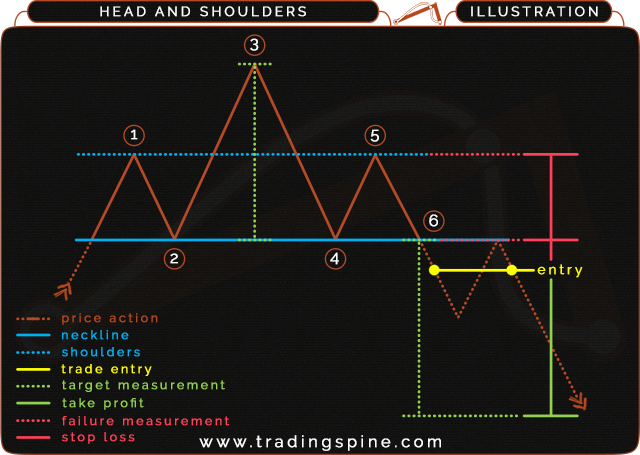 HEAD AND SHOULDERS
ILLUSTRATION
3
1
5
6
2
4
entry
price action
neckline
shoulders
trade entry
target measurement
take profit
failure measurement
stop loss
www.tradingspine.com